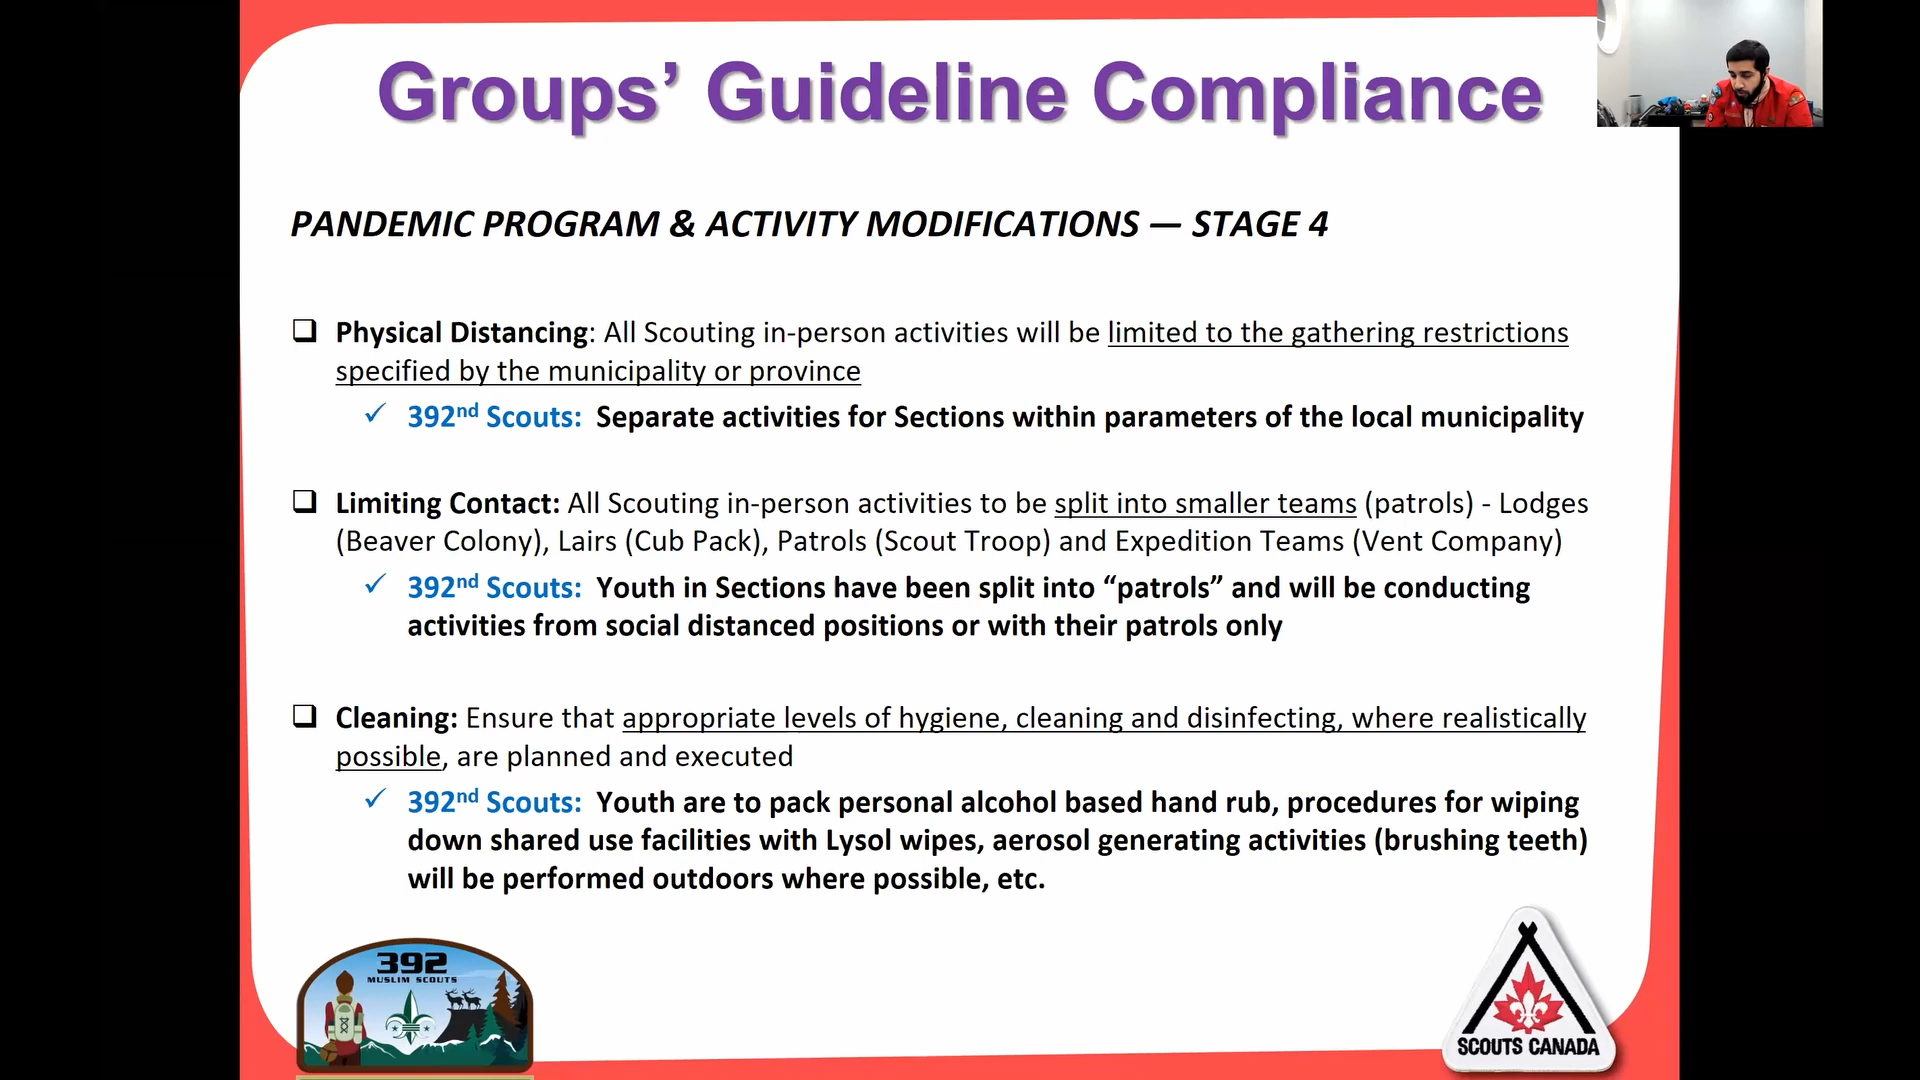 Groups’ Guideline Compliance
PANDEMIC PROGRAM & ACTIVITY MODIFICATIONS — STAGE 4
❑ Physical Distancing: All Scouting in-person activities will be limited to the gathering restrictions
specified by the municipality or province
✓ 392nd Scouts: Separate activities for Sections within parameters of the local municipality
❑ Limiting Contact: All Scouting in-person activities to be split into smaller teams (patrols) - Lodges
(Beaver Colony), Lairs (Cub Pack), Patrols (Scout Troop) and Expedition Teams (Vent Company)
✓ 392nd Scouts: Youth in Sections have been split into “patrols” and will be conducting
activities from social distanced positions or with their patrols only
❑ Cleaning: Ensure that appropriate levels of hygiene, cleaning and disinfecting, where realistically
possible, are planned and executed
✓ 392nd Scouts: Youth are to pack personal alcohol based hand rub, procedures for wiping
down shared use facilities with Lysol wipes, aerosol generating activities (brushing teeth)
will be performed outdoors where possible, etc.
392
MUSLIM SCOUTS
SCOUTS CANADA